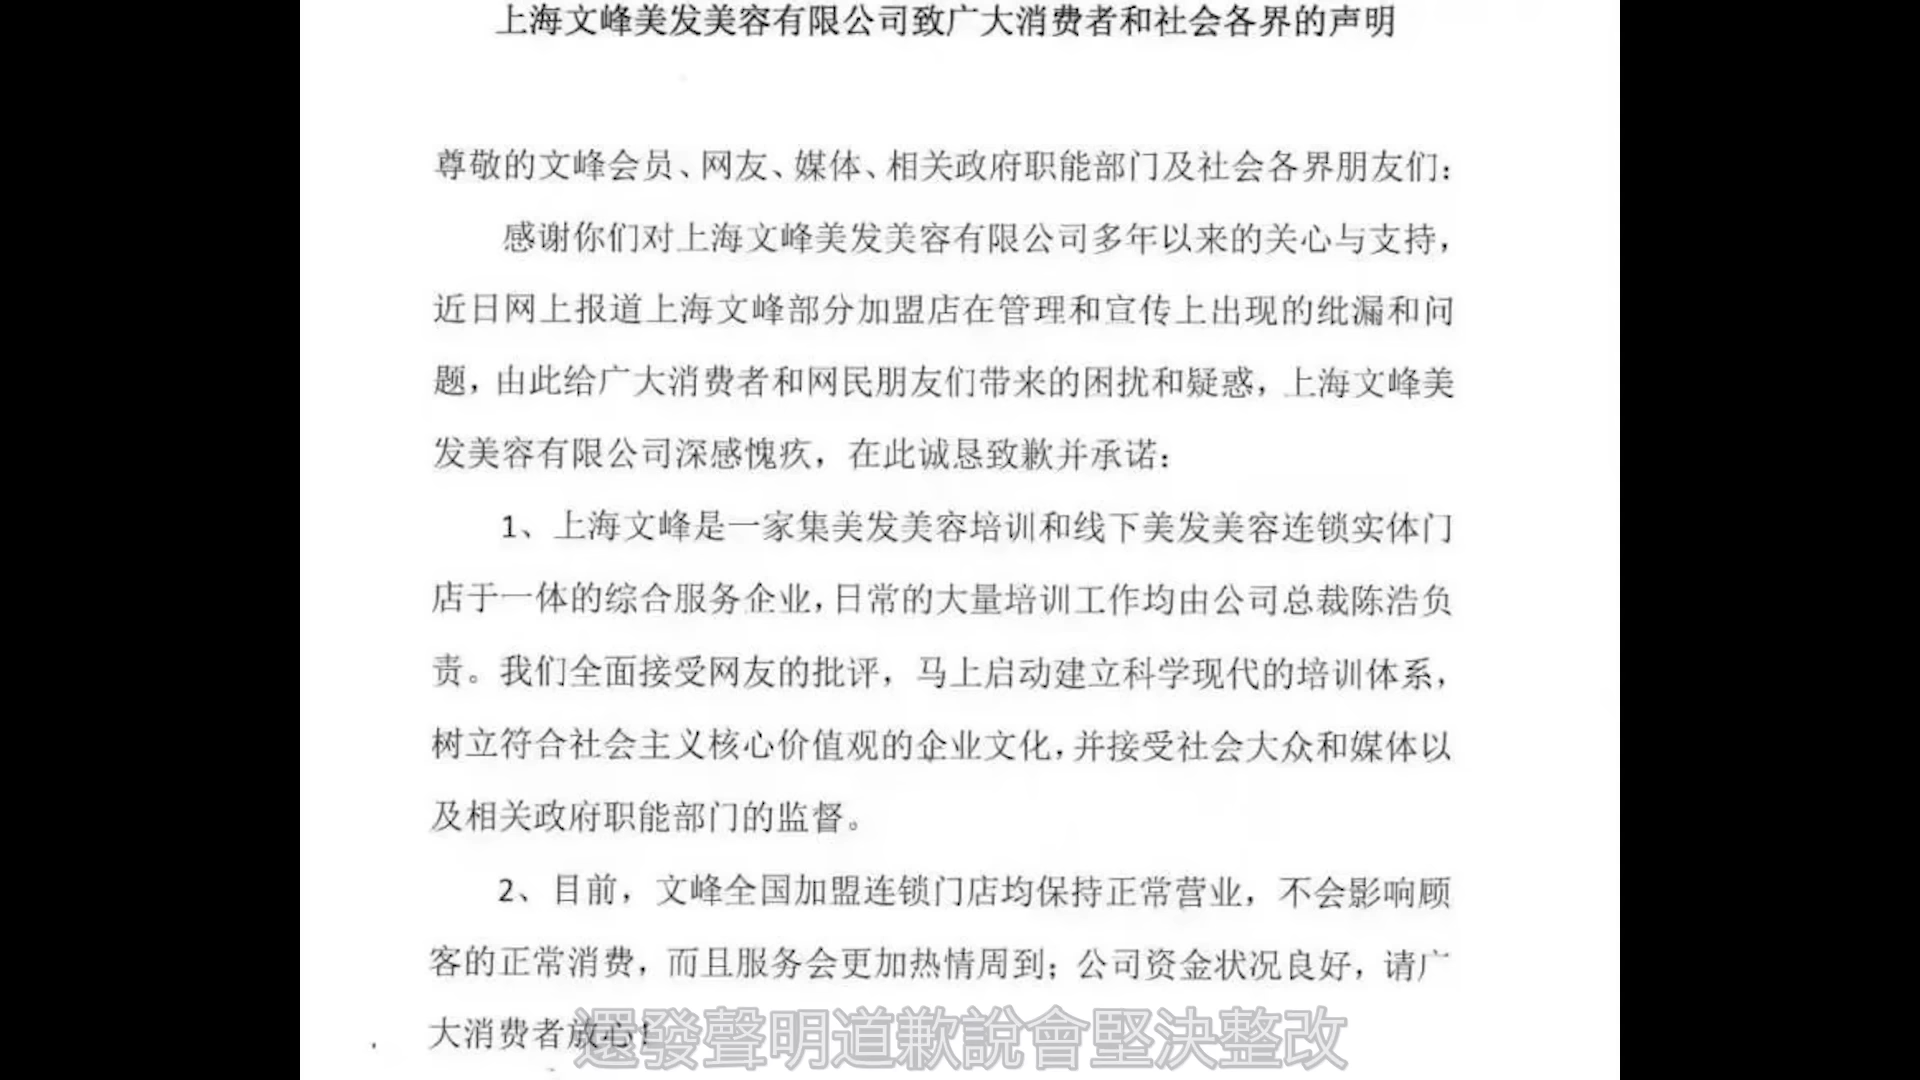 上海文峰美发美容有限公司致广大消费者和社会各界的声明
尊敬的文峰会员、网友、媒体、相关政府职能部门及社会各界朋友们：
感谢你们对上海文峰美发美容有限公司多年以来的关心与支持，
近日网上报道上海文峰部分加盟店在管理和宣传上出现的纰漏和问
题，由此给广大消费者和网民朋友们带来的困扰和疑惑，上海文峰美
发美容有限公司深感愧疚，在此诚恳致歉并承诺：
1、上海文峰是一家集美发美容培训和线下美发美容连锁实体门
店于一体的综合服务企业，日常的大量培训工作均由公司总裁陈浩负
责。我们全面接受网友的批评，马上启动建立科学现代的培训体系，
树立符合社会主义核心价值观的企业文化，并接受社会大众和媒体以
及相关政府职能部门的监督。
2、目前，文峰全国加盟连锁门店均保持正常营业，不会影响顾
客的正常消费，而且服务会更加热情周到；公司资金状况良好，请广
大消费者放心！
還發聲明道歉說會堅決整改